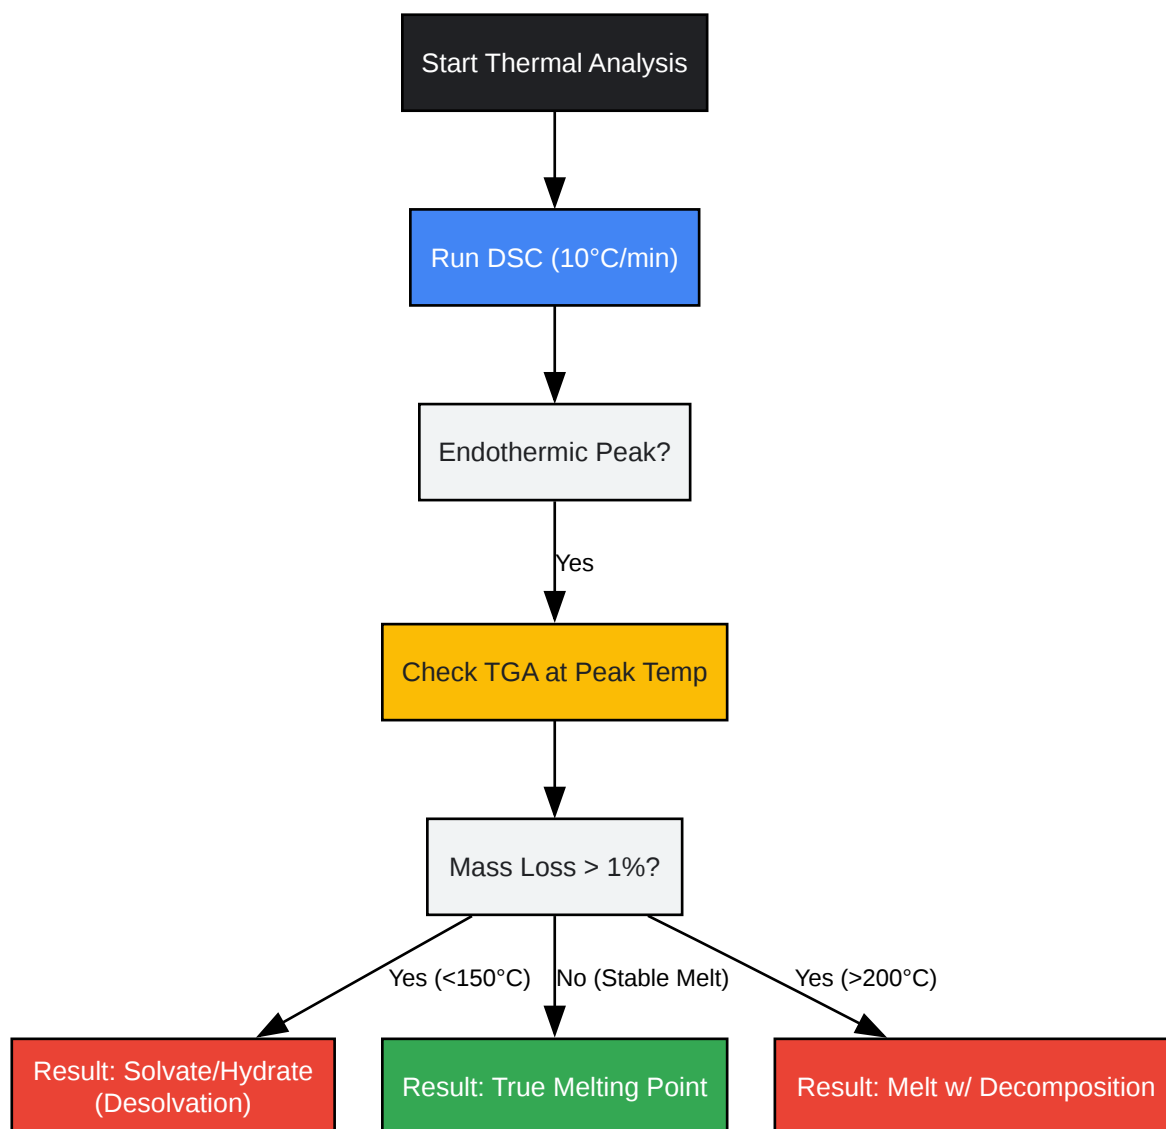 Start Thermal Analysis
Run DSC (10°C/min)
Endothermic Peak?
Yes
Check TGA at Peak Temp
Mass Loss > 1%?
Yes (<150°C)
No (Stable Melt)
Yes (>200°C)
Result: Solvate/Hydrate
(Desolvation)
Result: True Melting Point
Result: Melt w/ Decomposition